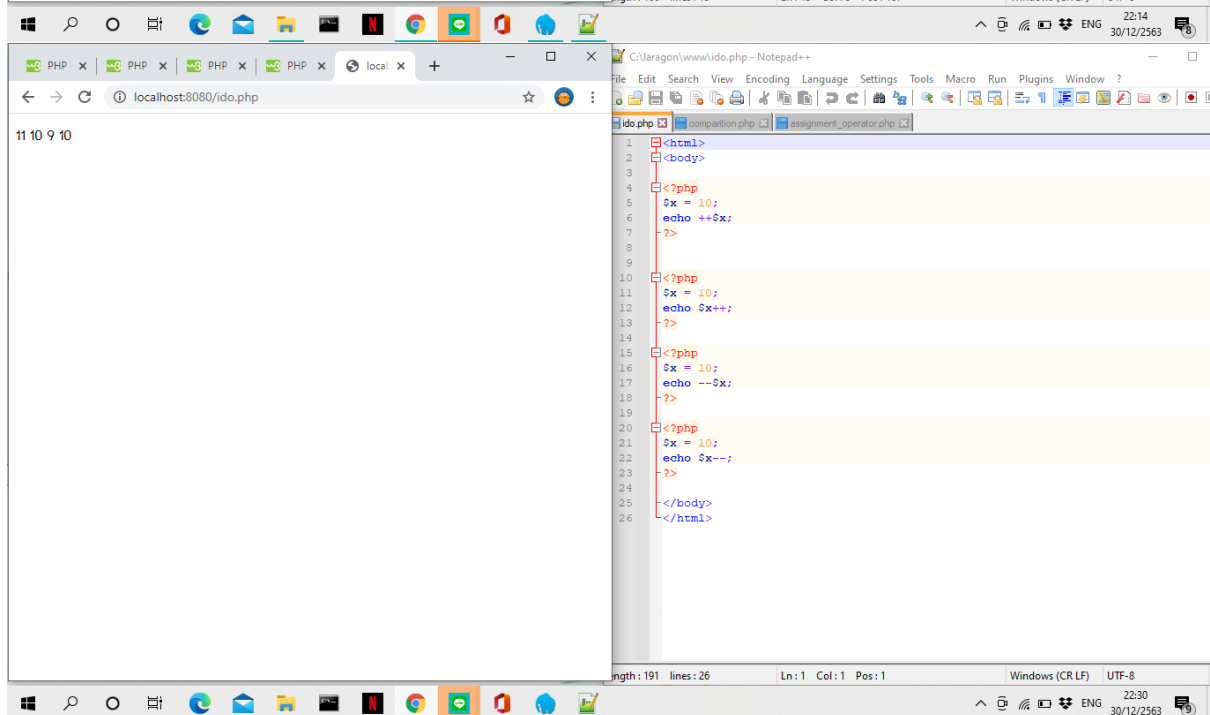 22:14
ENG
30/12/2563
8
PHP PHP PHP PHP local
localhost:8080/ido.php
11 10 9 10
C:\laragon\www\ido.php - Notepad++
File Edit Search View Encoding Language Settings Tools Macro Run Plugins Window ?
ido.php comparition.php assignment_operator.php
1 <html>
2 <body>
3
4 <?php
5 $x = 10;
6 echo ++$x;
7 ?>
8
9
10 <?php
11 $x = 10;
12 echo $x++;
13 ?>
14
15 <?php
16 $x = 10;
17 echo --$x;
18 ?>
19
20 <?php
21 $x = 10;
22 echo $x--;
23 ?>
24
25 </body>
26 </html>
ength : 191 lines : 26 Ln : 1 Col : 1 Pos : 1 Windows (CR LF) UTF-8
22:30
ENG
30/12/2563
9